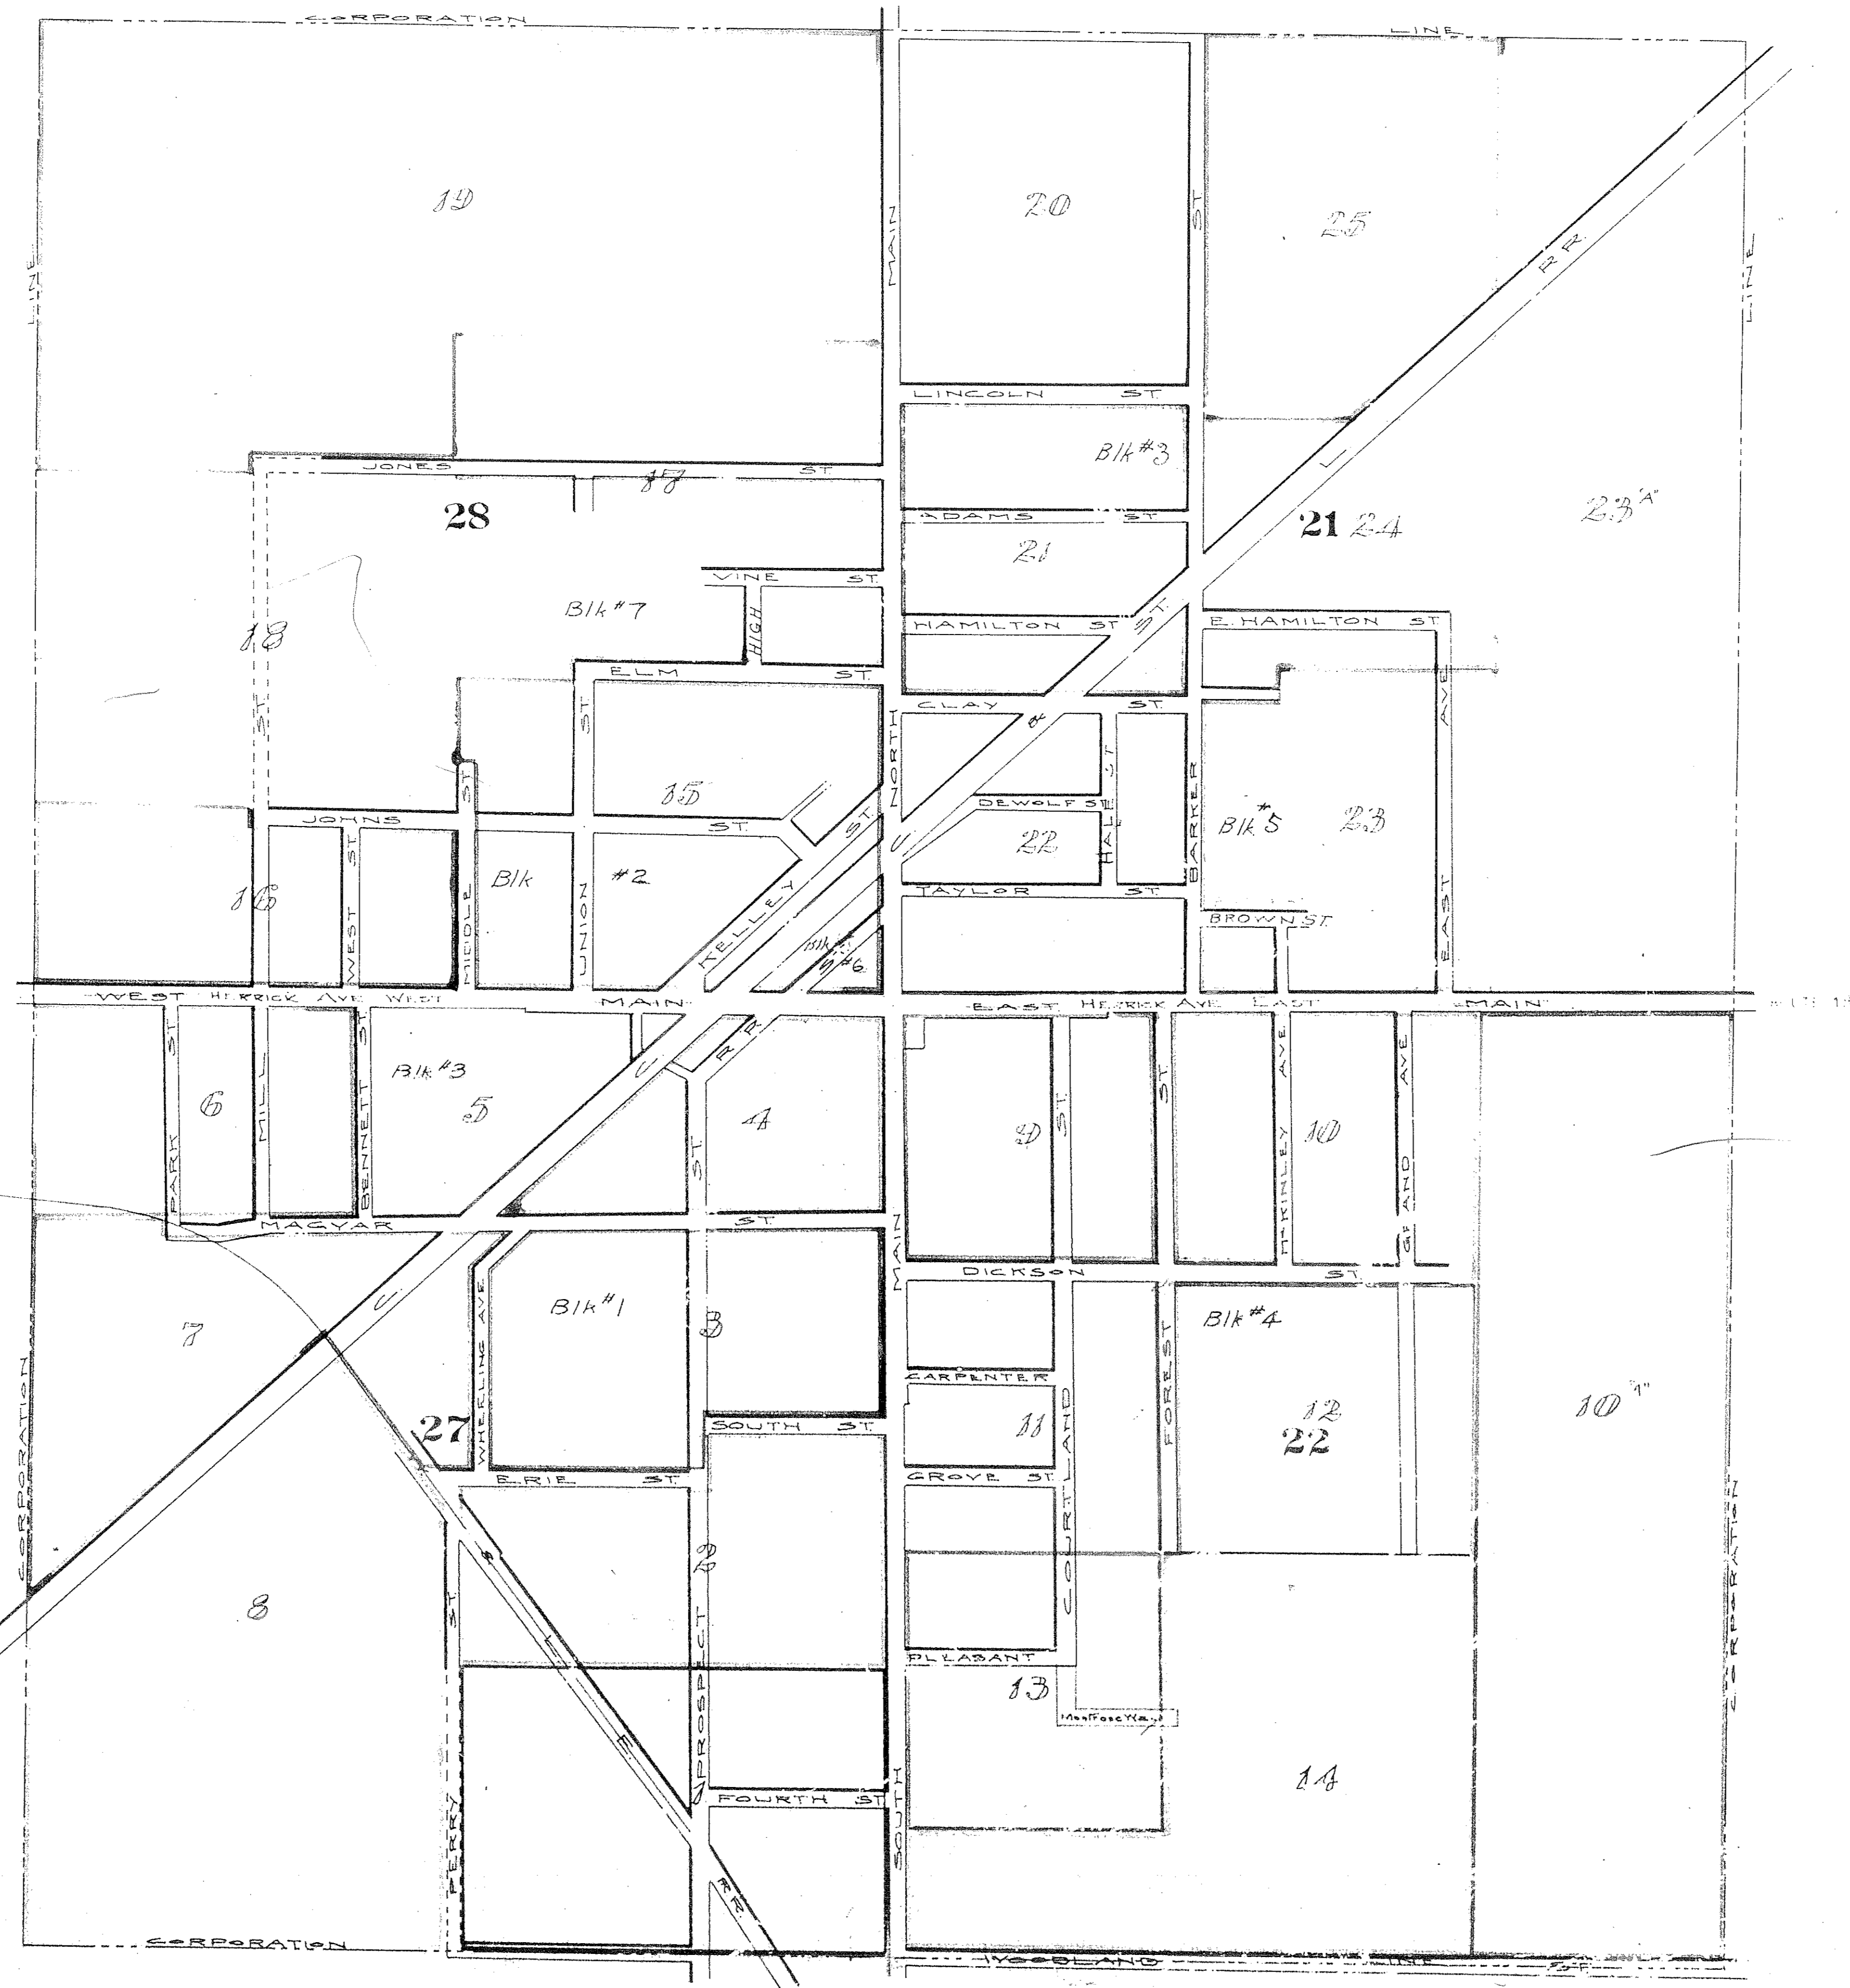 CORPORATION
LINE
19
20
25
LINE
MAIN
ST.
R R.
LINE
LINCOLN ST.
Blk #3
JONES ST.
17
L.
28
ADAMS ST
21 24
23 "A"
21
VINE ST.
Blk #7
HIGH
18
HAMILTON ST
ST.
E. HAMILTON ST
ELM ST.
ST.
ST.
CLAY ST.
&
AVE
NORTH
15
ST
DEWOLF ST
HALE ST
BARKER
Blk #5
23
JOHNS ST.
ST.
22
C.
WEST ST
MIDDLE
Blk #2
UNION
KELLEY
TAYLOR ST.
16
BROWN ST.
EAST
Blk
#6
WEST HERRICK AVE WEST MAIN
EAST HERRICK AVE EAST MAIN
PARK ST
6
MILL
BENNETT ST
Blk #3
5
C.
R R
4
ST.
9
ST.
ST.
McKINLEY AVE
10
GRAND AVE
MAGYAR ST.
MAIN
DICKSON ST.
C.
7
WHEELING AVE
Blk #1
3
Blk #4
FOREST
CARPENTER
CORPORATION
27
SOUTH ST.
11
12
22
10 "A"
ERIE ST.
GROVE ST.
COURTLAND
CORPORATION
&
8
ST.
L.
PROSPECT
PLEASANT
13
Montrose Way
E.
14
PERRY
FOURTH ST
SOUTH
R R.
CORPORATION
WOODLAND LINE